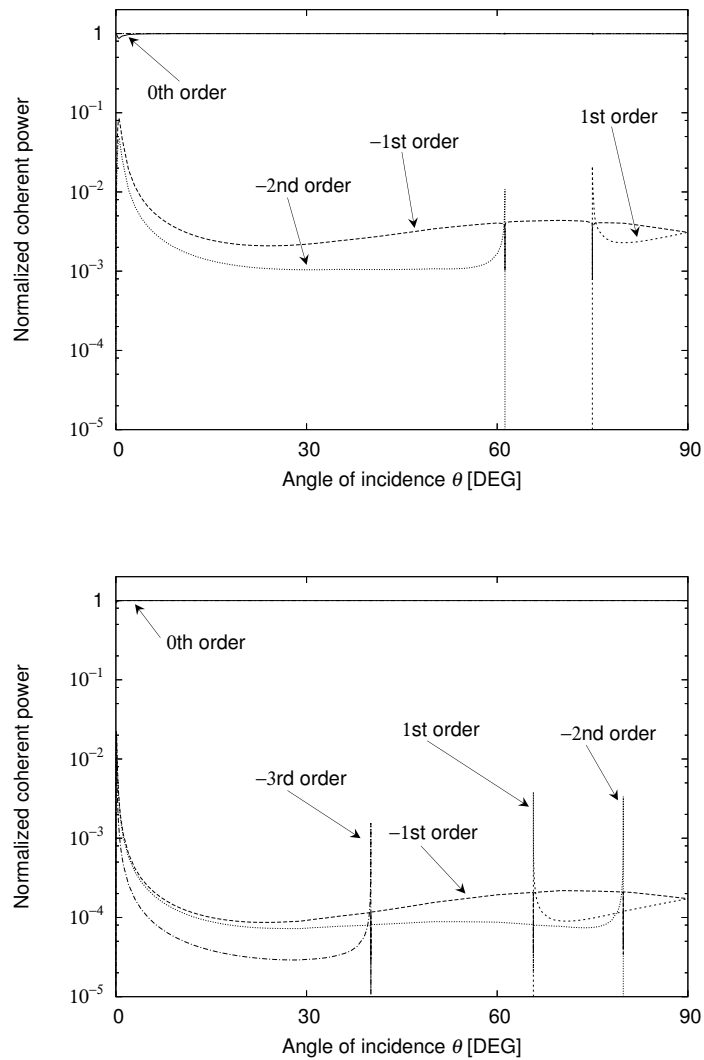 1
0th order
10⁻¹
1st order
−1st order
10⁻²
−2nd order
10⁻³
10⁻⁴
10⁻⁵
0
30
60
90
Normalized coherent power
Angle of incidence θ [DEG]
1
0th order
10⁻¹
1st order
−2nd order
10⁻²
−3rd order
10⁻³
−1st order
10⁻⁴
10⁻⁵
0
30
60
90
Normalized coherent power
Angle of incidence θ [DEG]